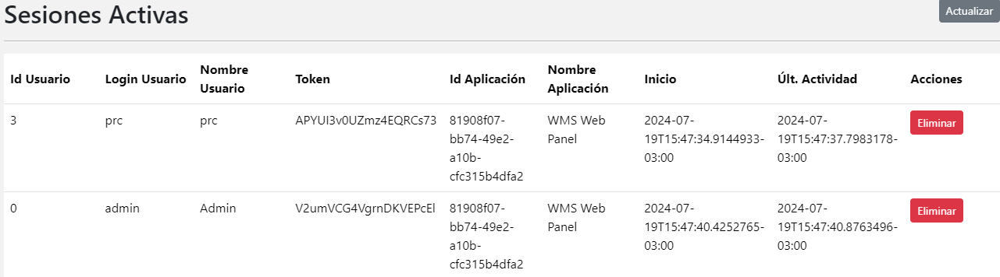 Sesiones Activas
Actualizar
Id Usuario
Login Usuario
Nombre
Usuario
Token
Id Aplicación
Nombre
Aplicación
Inicio
Últ. Actividad
Acciones
3
prc
prc
APYUI3v0UZmz4EQRCs73
81908f07-
bb74-49e2-
a10b-
cfc315b4dfa2
WMS Web
Panel
2024-07-
19T15:47:34.9144933-
03:00
2024-07-
19T15:47:37.7983178-
03:00
Eliminar
0
admin
Admin
V2umVCG4VgrnDKVEPcEl
81908f07-
bb74-49e2-
a10b-
cfc315b4dfa2
WMS Web
Panel
2024-07-
19T15:47:40.4252765-
03:00
2024-07-
19T15:47:40.8763496-
03:00
Eliminar